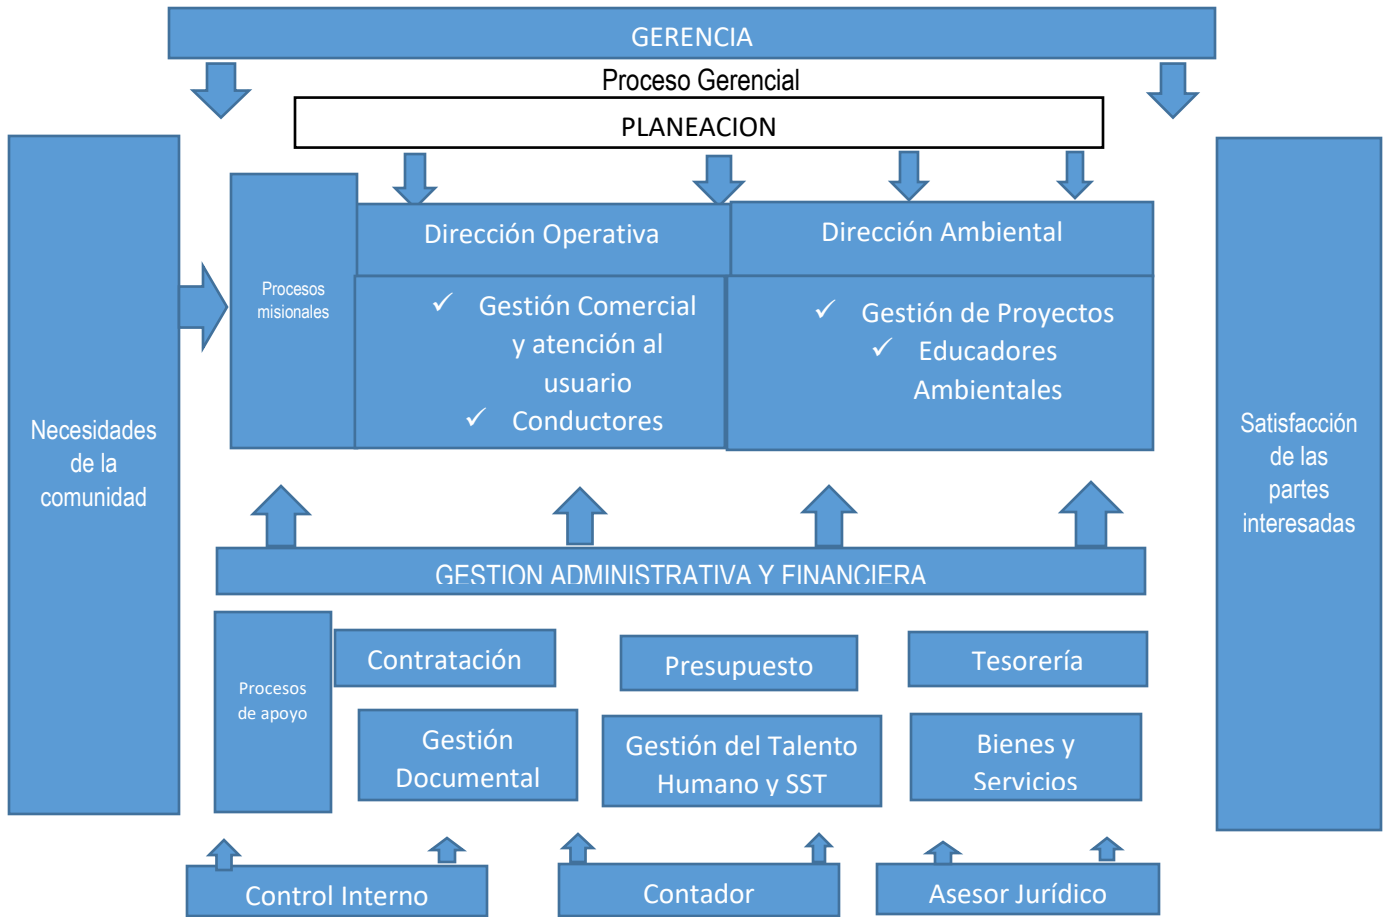 GERENCIA
Proceso Gerencial
PLANEACION
Necesidades
de la
comunidad
Procesos
misionales
Dirección Operativa
✓ Gestión Comercial
y atención al
usuario
✓ Conductores
Dirección Ambiental
✓ Gestión de Proyectos
✓ Educadores
Ambientales
Satisfacción
de las
partes
interesadas
GESTION ADMINISTRATIVA Y FINANCIERA
Procesos
de apoyo
Contratación
Presupuesto
Tesorería
Gestión
Documental
Gestión del Talento
Humano y SST
Bienes y
Servicios
Control Interno
Contador
Asesor Jurídico